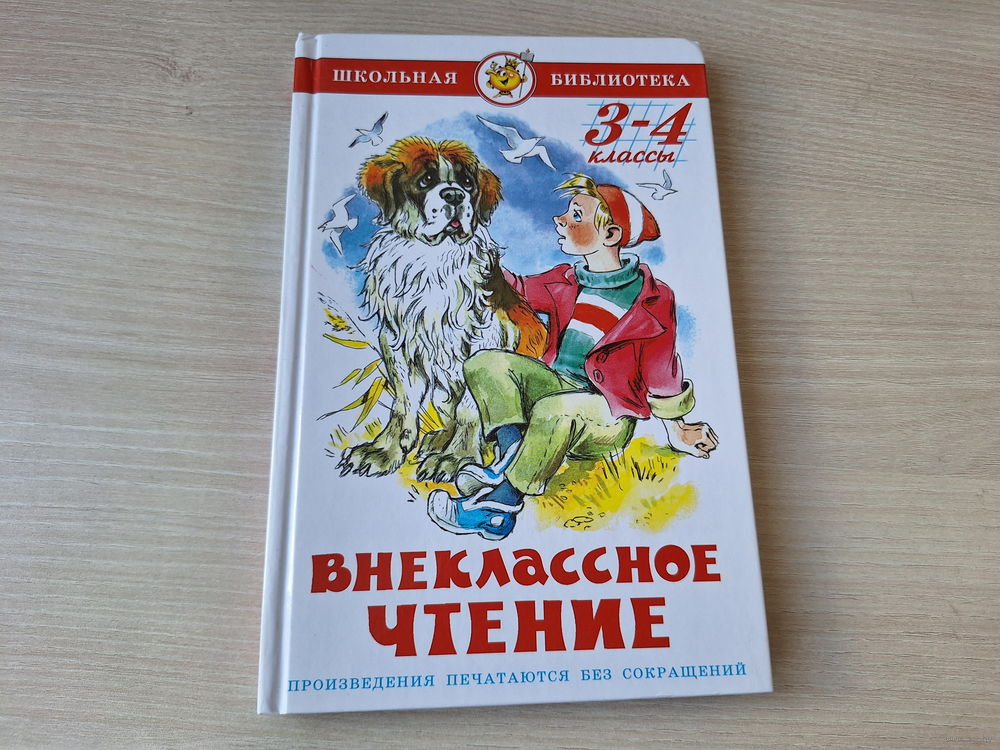 ШКОЛЬНАЯ БИБЛИОТЕКА
3-4
классы
ВНЕКЛАССНОЕ
ЧТЕНИЕ
ПРОИЗВЕДЕНИЯ ПЕЧАТАЮТСЯ БЕЗ СОКРАЩЕНИЙ